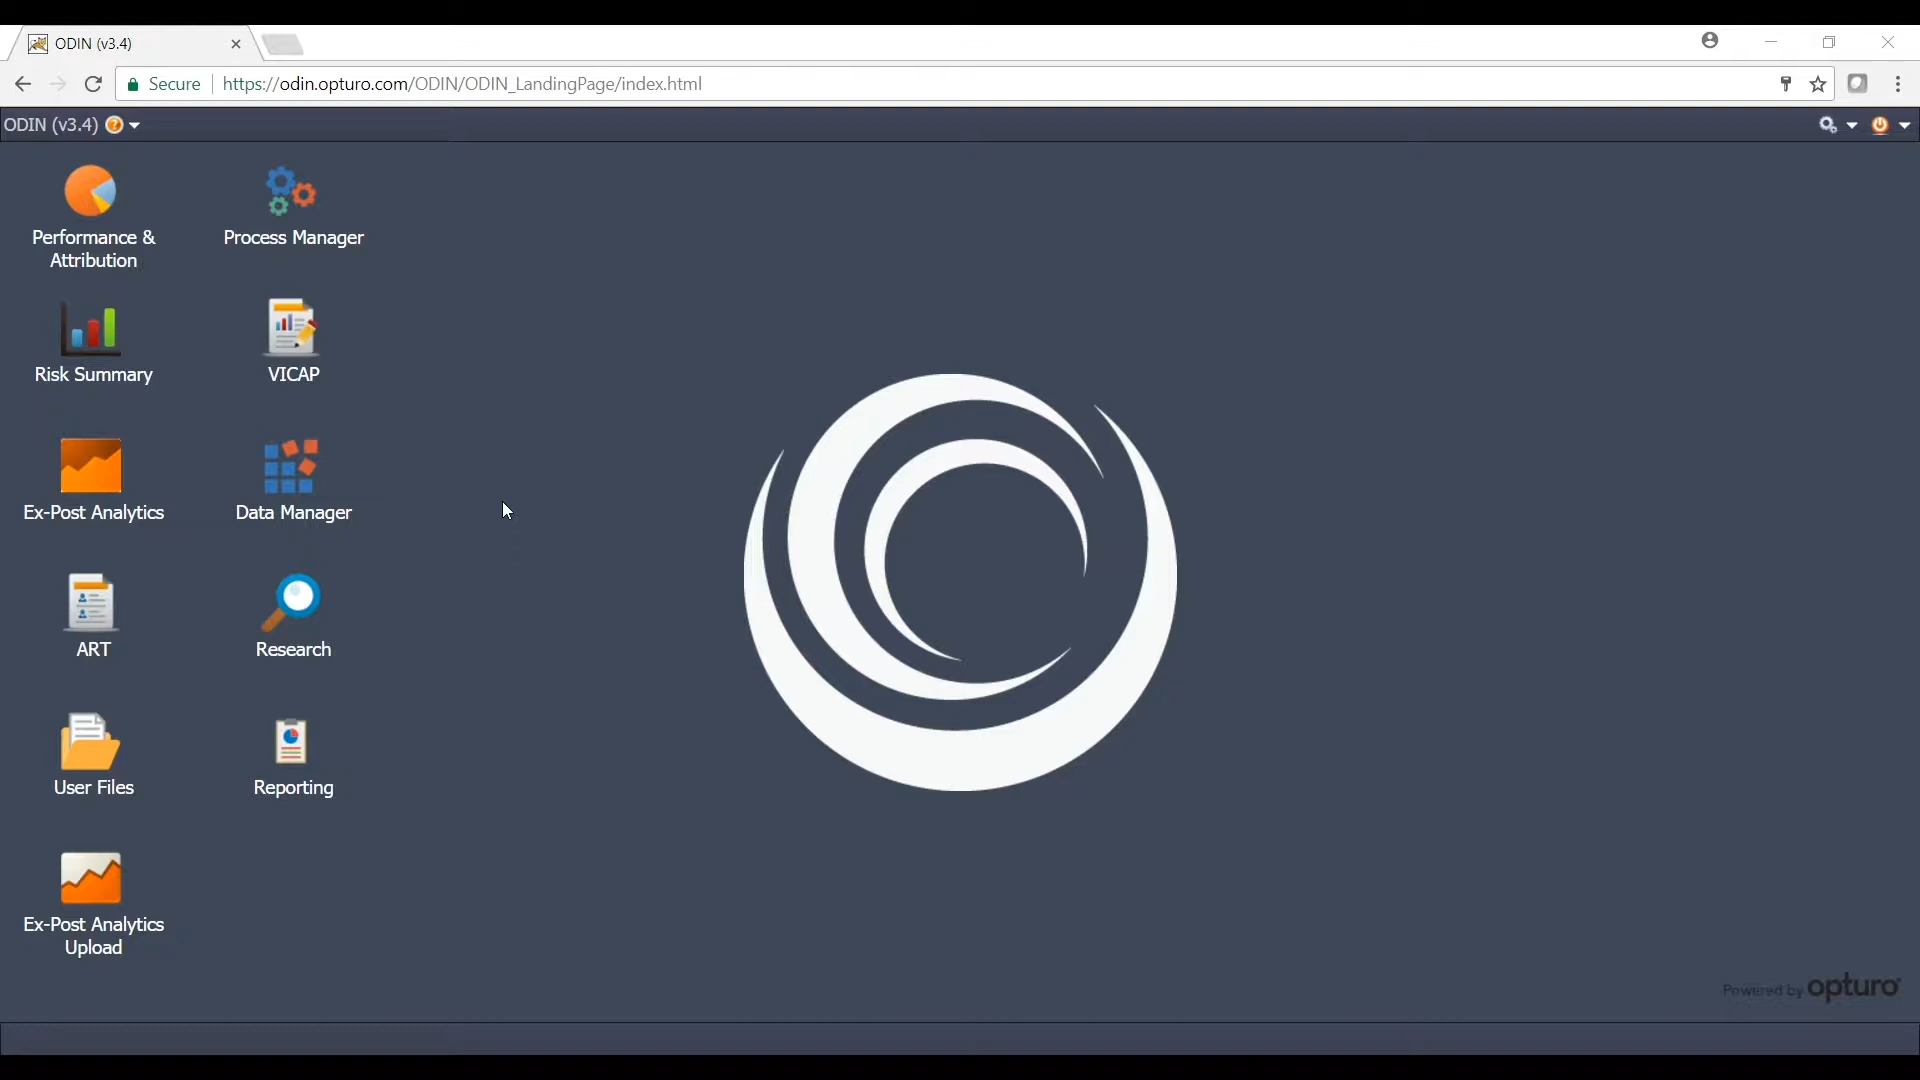 ODIN (v3.4)
Secure
https://odin.opturo.com/ODIN/ODIN_LandingPage/index.html
ODIN (v3.4)
Performance &
Attribution
Process Manager
Risk Summary
VICAP
Ex-Post Analytics
Data Manager
ART
Research
User Files
Reporting
Ex-Post Analytics
Upload
Powered by opturo